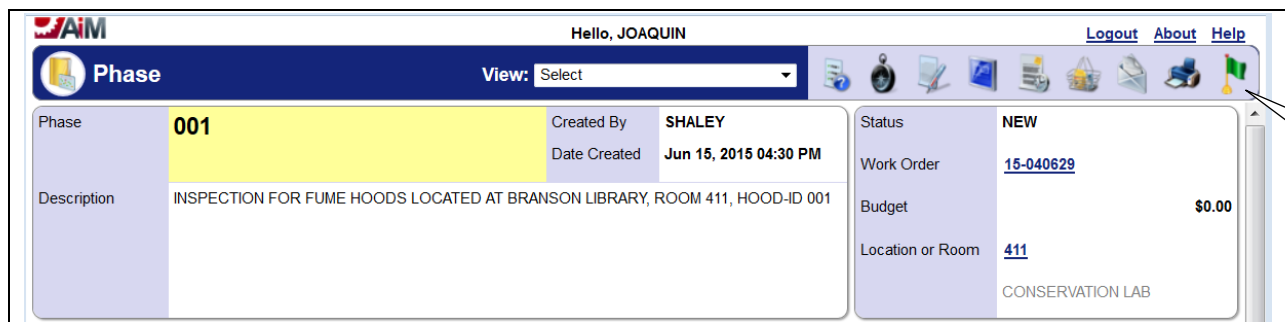 AiM
Hello, JOAQUIN
Logout About Help
Phase
View: Select
Phase 001
Created By SHALEY
Date Created Jun 15, 2015 04:30 PM
Description INSPECTION FOR FUME HOODS LOCATED AT BRANSON LIBRARY, ROOM 411, HOOD-ID 001
Status NEW
Work Order 15-040629
Budget $0.00
Location or Room 411
CONSERVATION LAB